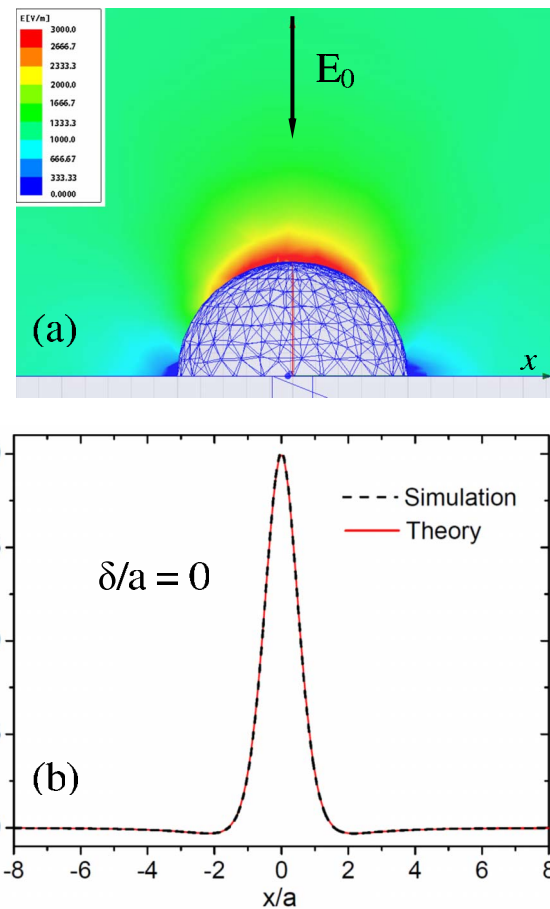 E[V/m]
3000.0
2666.7
2333.3
2000.0
1666.7
1333.3
1000.0
666.67
333.33
0.0000
E₀
(a)
x
Simulation
Theory
δ/a = 0
(b)
-8 -6 -4 -2 0 2 4 6 8
x/a